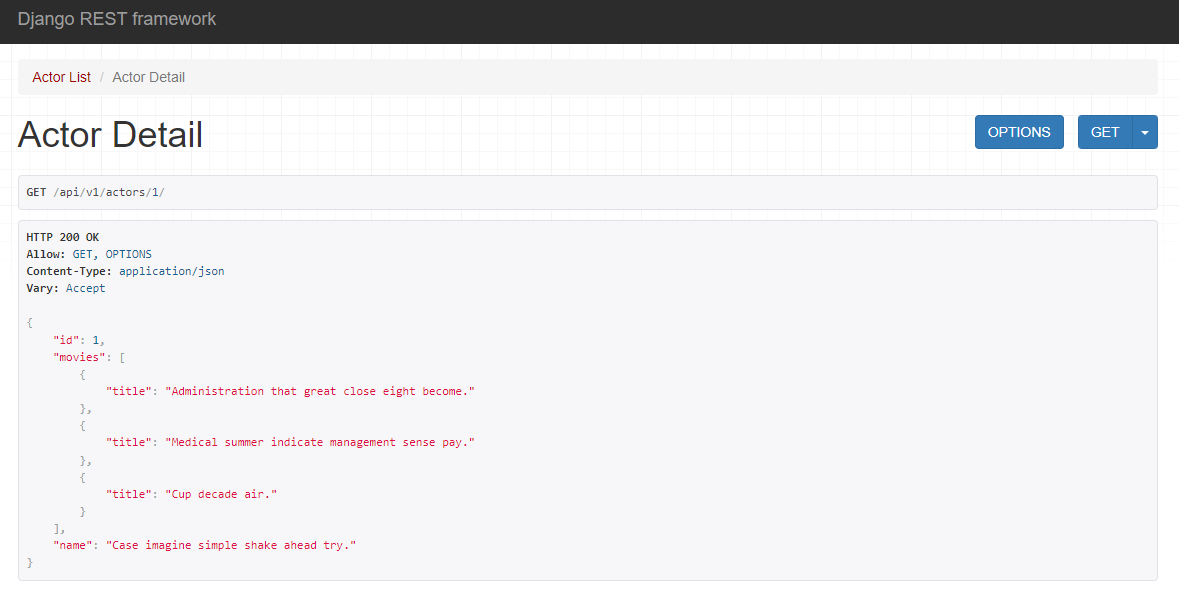 Django REST framework
Actor List / Actor Detail
Actor Detail
OPTIONS
GET
GET /api/v1/actors/1/
HTTP 200 OK
Allow: GET, OPTIONS
Content-Type: application/json
Vary: Accept
{
    "id": 1,
    "movies": [
        {
            "title": "Administration that great close eight become."
        },
        {
            "title": "Medical summer indicate management sense pay."
        },
        {
            "title": "Cup decade air."
        }
    ],
    "name": "Case imagine simple shake ahead try."
}